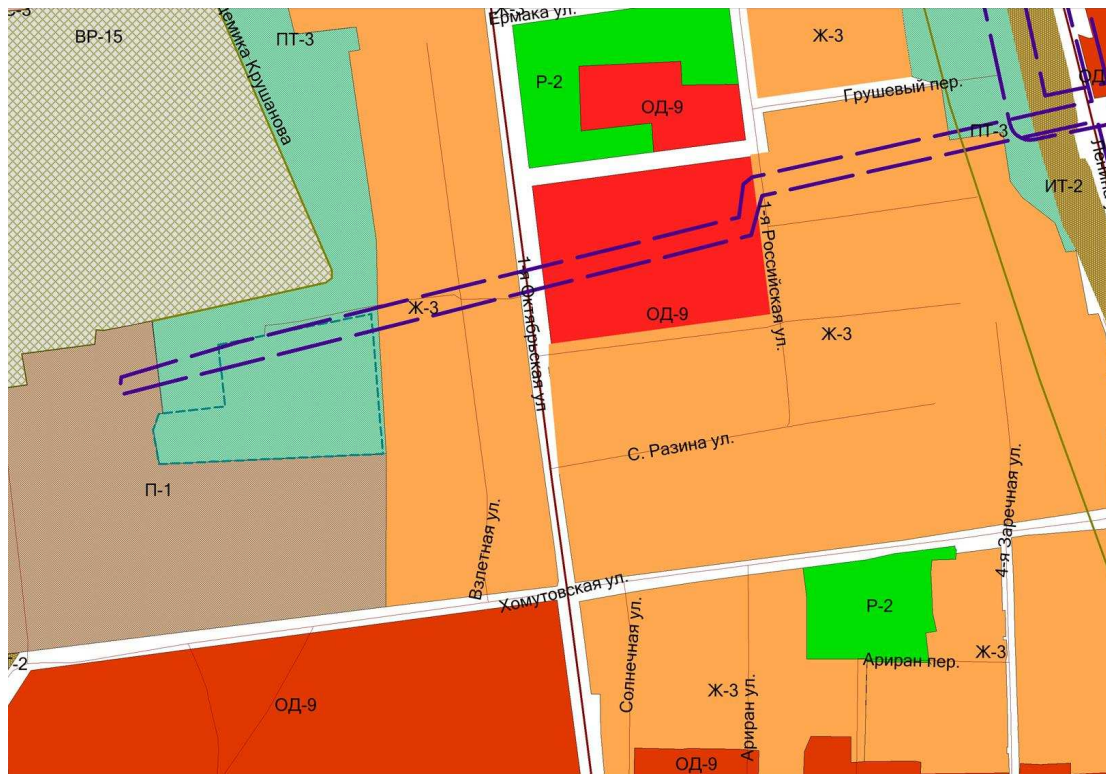 Ермака ул.
ВР-15
ПТ-3
Ж-3
Р-2
ОД-9
Грушевый пер.
Крушанова
ПТ-3
ИТ-2
1-я Российская ул.
1-я Октябрьская ул
Ж-3
ОД-9
Ж-3
С. Разина ул.
П-1
4-я Заречная ул.
Взлетная ул.
Хомутовская ул.
Р-2
Солнечная ул.
Ариран пер.
Ж-3
Ж-3
Ариран ул.
ОД-9
ОД-9